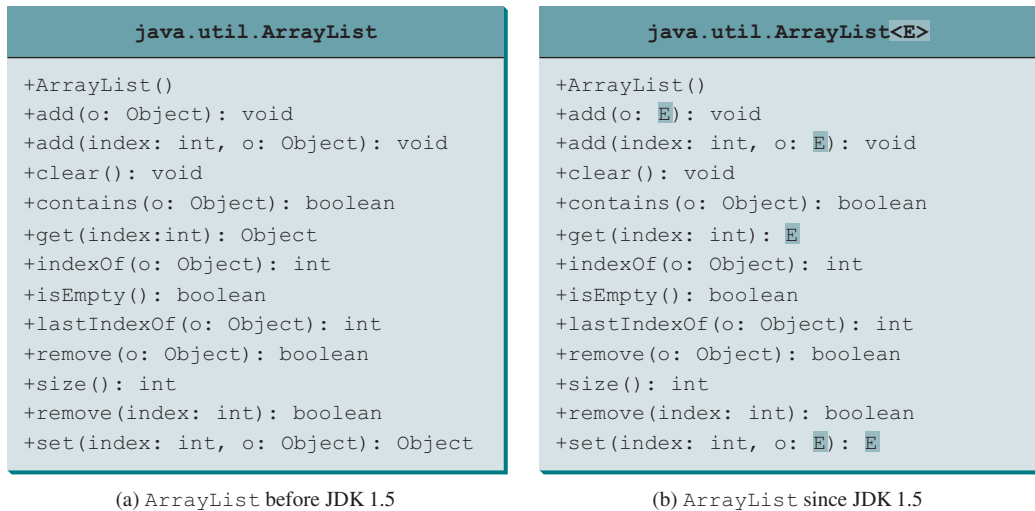 java.util.ArrayList
+ArrayList()
+add(o: Object): void
+add(index: int, o: Object): void
+clear(): void
+contains(o: Object): boolean
+get(index:int): Object
+indexOf(o: Object): int
+isEmpty(): boolean
+lastIndexOf(o: Object): int
+remove(o: Object): boolean
+size(): int
+remove(index: int): boolean
+set(index: int, o: Object): Object
(a) ArrayList before JDK 1.5
java.util.ArrayList<E>
+ArrayList()
+add(o: E): void
+add(index: int, o: E): void
+clear(): void
+contains(o: Object): boolean
+get(index: int): E
+indexOf(o: Object): int
+isEmpty(): boolean
+lastIndexOf(o: Object): int
+remove(o: Object): boolean
+size(): int
+remove(index: int): boolean
+set(index: int, o: E): E
(b) ArrayList since JDK 1.5